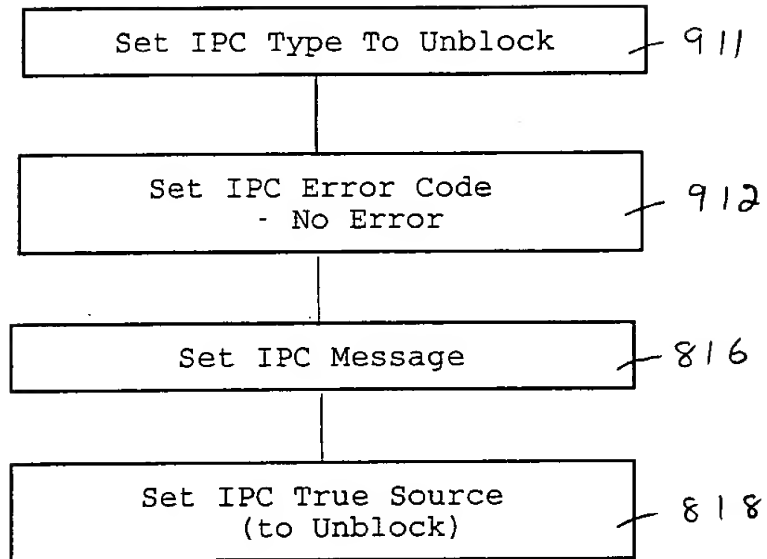 Set IPC Type To Unblock 911
Set IPC Error Code
- No Error 912
Set IPC Message 816
Set IPC True Source
(to Unblock) 818